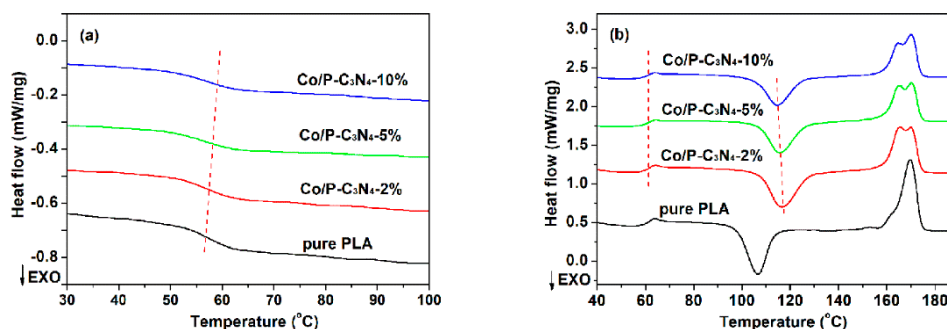 (a)
0.0
-0.2
-0.4
-0.6
-0.8
Heat flow (mW/mg)
Co/P-C₃N₄-10%
Co/P-C₃N₄-5%
Co/P-C₃N₄-2%
pure PLA
↓EXO
30 40 50 60 70 80 90 100
Temperature (°C)
(b)
3.0
2.5
2.0
1.5
1.0
0.5
0.0
Heat flow (mW/mg)
Co/P-C₃N₄-10%
Co/P-C₃N₄-5%
Co/P-C₃N₄-2%
pure PLA
↓EXO
40 60 80 100 120 140 160 180
Temperature (°C)